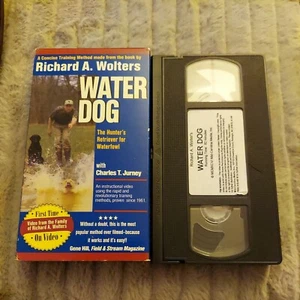 A Concise Training Method made from the book by
Richard A. Wolters
WATER
DOG
The Hunter's
Retriever for
Waterfowl
with
Charles T. Jurney
An instructional video
using the rapid and
revolutionary training
methods, proven since 1961
First Time
Video from the Family
of Richard A. Wolters
On Video
★★★★
Without a doubt, this is the most
popular method ever filmed-because
it works and it's easy!!
Gene Hill, Field & Stream Magazine
Richard A. Wolters
WATER DOG